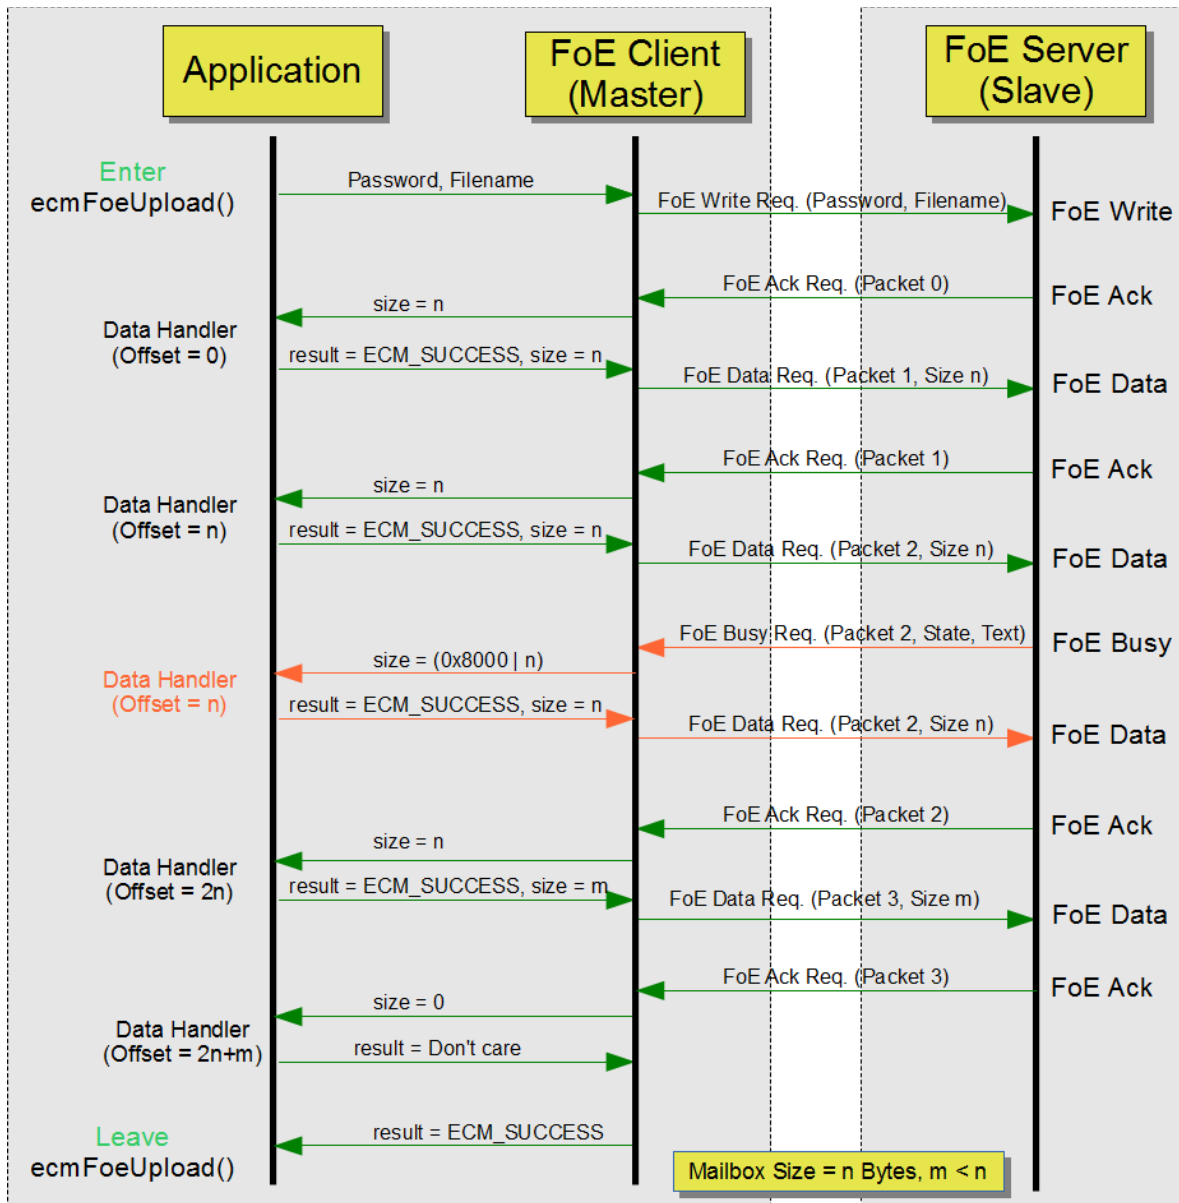 Application
FoE Client
(Master)
FoE Server
(Slave)
Enter
ecmFoeUpload()
Password, Filename
FoE Write Req. (Password, Filename)
FoE Write
FoE Ack Req. (Packet 0)
FoE Ack
size = n
Data Handler
(Offset = 0)
result = ECM_SUCCESS, size = n
FoE Data Req. (Packet 1, Size n)
FoE Data
FoE Ack Req. (Packet 1)
FoE Ack
size = n
Data Handler
(Offset = n)
result = ECM_SUCCESS, size = n
FoE Data Req. (Packet 2, Size n)
FoE Data
FoE Busy Req. (Packet 2, State, Text)
FoE Busy
size = (0x8000 | n)
Data Handler
(Offset = n)
result = ECM_SUCCESS, size = n
FoE Data Req. (Packet 2, Size n)
FoE Data
FoE Ack Req. (Packet 2)
FoE Ack
size = n
Data Handler
(Offset = 2n)
result = ECM_SUCCESS, size = m
FoE Data Req. (Packet 3, Size m)
FoE Data
FoE Ack Req. (Packet 3)
FoE Ack
size = 0
Data Handler
(Offset = 2n+m)
result = Don't care
Leave
ecmFoeUpload()
result = ECM_SUCCESS
Mailbox Size = n Bytes, m < n